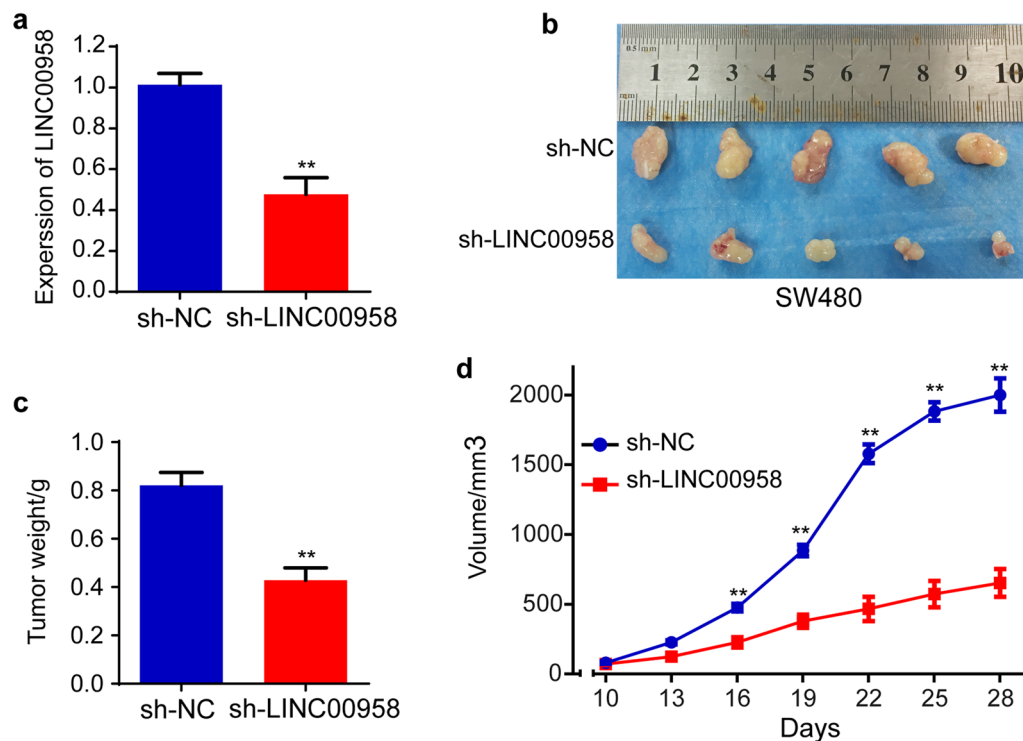 a
Experssion of LINC00958
1.2
1.0
0.8
0.6
0.4
0.2
0.0
**
sh-NC
sh-LINC00958
b
0.5 mm
1 2 3 4 5 6 7 8 9 10
mm
sh-NC
sh-LINC00958
SW480
c
Tumor weight/g
1.0
0.8
0.6
0.4
0.2
0.0
**
sh-NC
sh-LINC00958
d
Volume/mm3
2000
1500
1000
500
0
sh-NC
sh-LINC00958
** ** ** ** **
10 13 16 19 22 25 28
Days